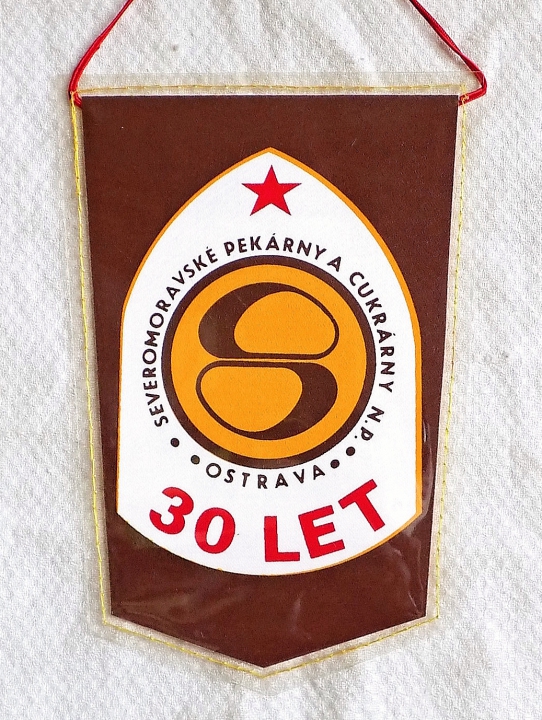 SEVEROMORAVSKÉ PEKÁRNY A CUKRÁRNY N.P.
OSTRAVA
30 LET